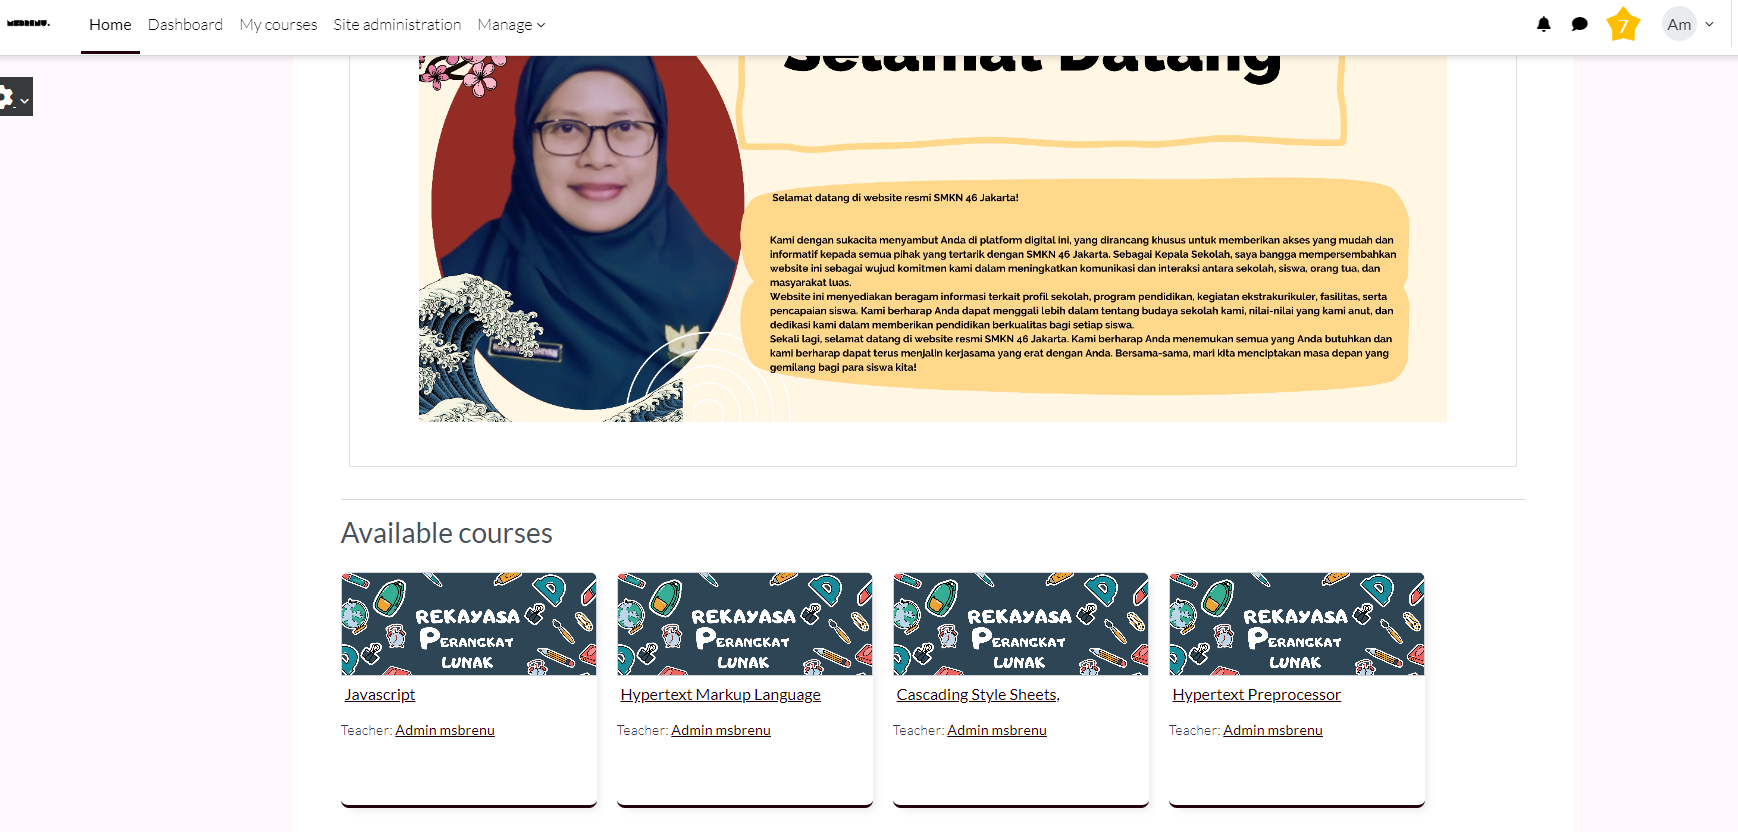 MSBRENU.
Home Dashboard My courses Site administration Manage
7
Am
Selamat Datang
Selamat datang di website resmi SMKN 46 Jakarta!
Kami dengan sukacita menyambut Anda di platform digital ini, yang dirancang khusus untuk memberikan akses yang mudah dan
informatif kepada semua pihak yang tertarik dengan SMKN 46 Jakarta. Sebagai Kepala Sekolah, saya bangga mempersembahkan
website ini sebagai wujud komitmen kami dalam meningkatkan komunikasi dan interaksi antara sekolah, siswa, orang tua, dan
masyarakat luas.
Website ini menyediakan beragam informasi terkait profil sekolah, program pendidikan, kegiatan ekstrakurikuler, fasilitas, serta
pencapaian siswa. Kami berharap Anda dapat menggali lebih dalam tentang budaya sekolah kami, nilai-nilai yang kami anut, dan
dedikasi kami dalam memberikan pendidikan berkualitas bagi setiap siswa.
Sekali lagi, selamat datang di website resmi SMKN 46 Jakarta. Kami berharap Anda menemukan semua yang Anda butuhkan dan
kami berharap dapat terus menjalin kerjasama yang erat dengan Anda. Bersama-sama, mari kita menciptakan masa depan yang
gemilang bagi para siswa kita!
Available courses
REKAYASA
PERANGKAT
LUNAK
Javascript
Teacher: Admin msbrenu
REKAYASA
PERANGKAT
LUNAK
Hypertext Markup Language
Teacher: Admin msbrenu
REKAYASA
PERANGKAT
LUNAK
Cascading Style Sheets,
Teacher: Admin msbrenu
REKAYASA
PERANGKAT
LUNAK
Hypertext Preprocessor
Teacher: Admin msbrenu